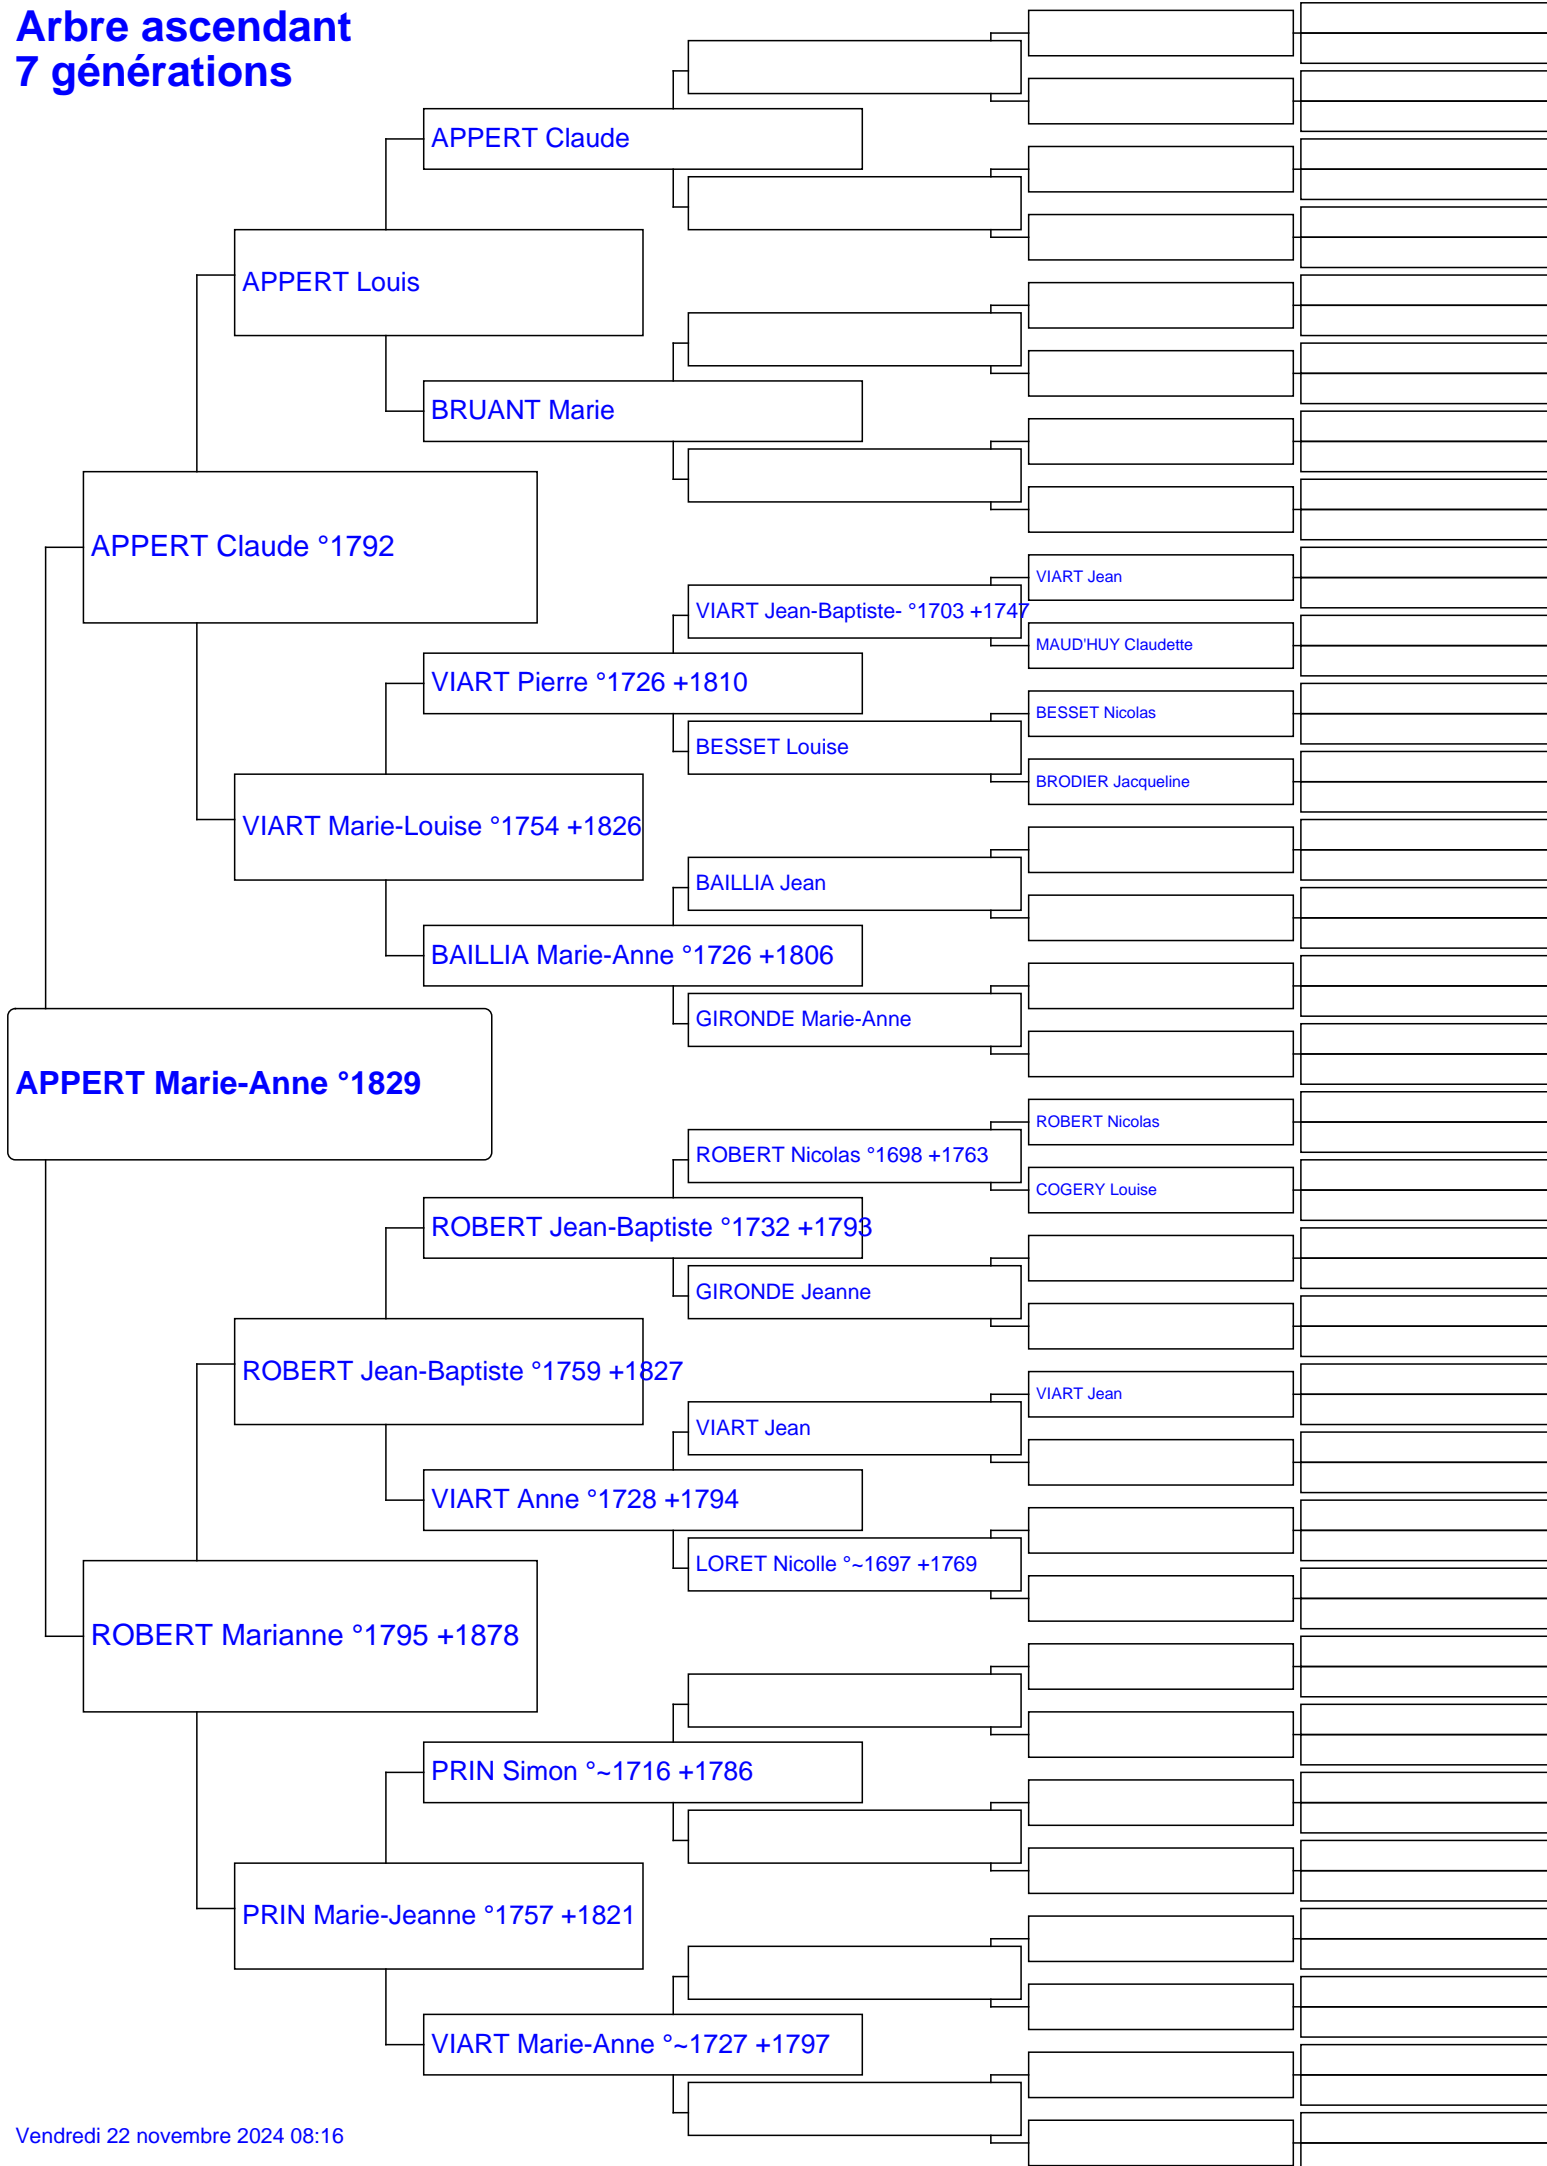 Arbre ascendant
7 générations
APPERT Claude
APPERT Louis
BRUANT Marie
APPERT Claude °1792
VIART Jean
VIART Jean-Baptiste- °1703 +1747
MAUD'HUY Claudette
VIART Pierre °1726 +1810
BESSET Nicolas
BESSET Louise
BRODIER Jacqueline
VIART Marie-Louise °1754 +1826
BAILLIA Jean
BAILLIA Marie-Anne °1726 +1806
GIRONDE Marie-Anne
APPERT Marie-Anne °1829
ROBERT Nicolas
ROBERT Nicolas °1698 +1763
COGERY Louise
ROBERT Jean-Baptiste °1732 +1793
GIRONDE Jeanne
ROBERT Jean-Baptiste °1759 +1827
VIART Jean
VIART Jean
VIART Anne °1728 +1794
LORET Nicolle °~1697 +1769
ROBERT Marianne °1795 +1878
PRIN Simon °~1716 +1786
PRIN Marie-Jeanne °1757 +1821
VIART Marie-Anne °~1727 +1797
Vendredi 22 novembre 2024 08:16